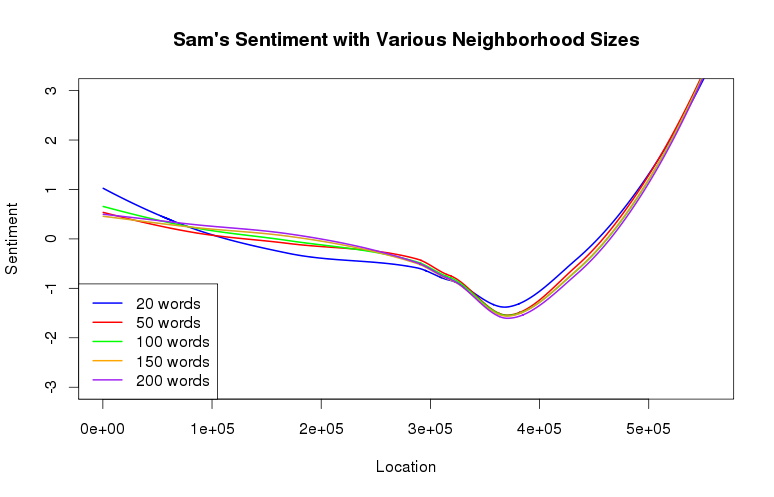 Sam's Sentiment with Various Neighborhood Sizes
Sentiment
3
2
1
0
-1
-2
-3
20 words
50 words
100 words
150 words
200 words
0e+00 1e+05 2e+05 3e+05 4e+05 5e+05
Location